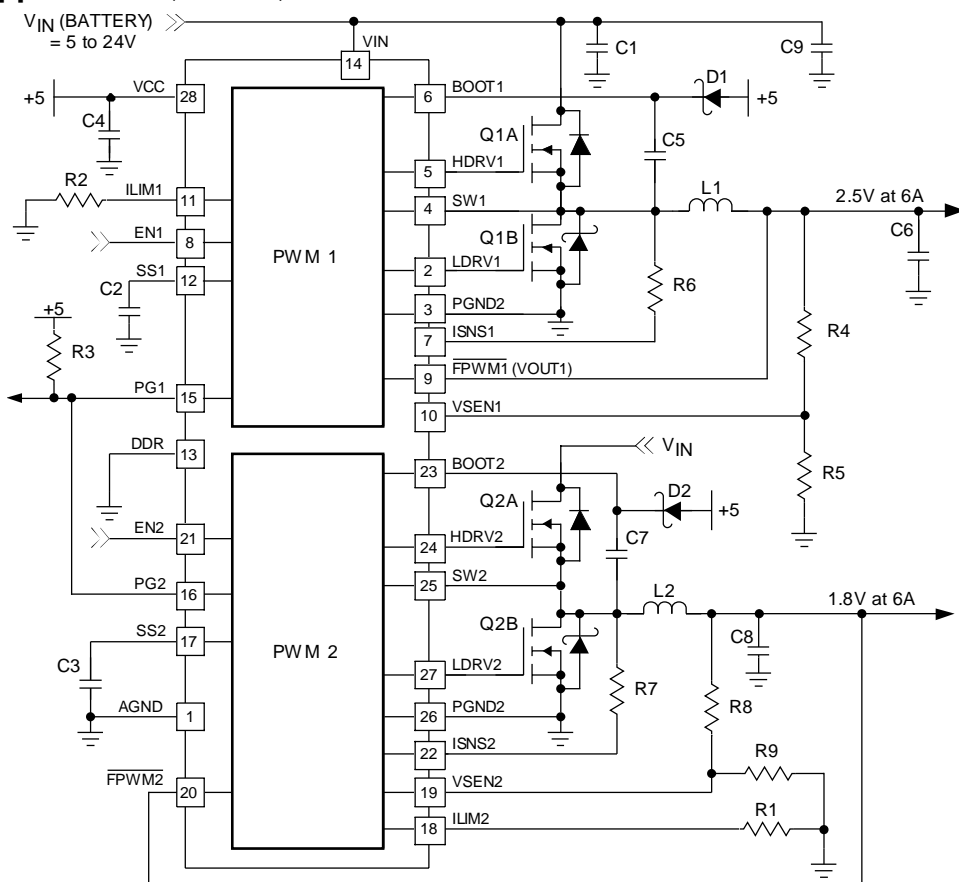 VIN (BATTERY)
= 5 to 24V
VIN
14
C1
C9
+5
VCC
28
C4
6
BOOT1
D1
+5
Q1A
C5
5
HDRV1
R2
ILIM1
11
4
SW1
L1
2.5V at 6A
EN1
8
PWM 1
Q1B
C6
SS1
12
2
LDRV1
C2
R6
3
PGND2
+5
7
ISNS1
R3
R4
9
FPWM1 (VOUT1)
PG1
15
10
VSEN1
DDR
13
VIN
23
BOOT2
R5
Q2A
D2
+5
EN2
21
24
HDRV2
C7
25
SW2
PG2
16
L2
1.8V at 6A
SS2
17
Q2B
C8
PWM 2
C3
27
LDRV2
R7
R8
AGND
1
26
PGND2
22
ISNS2
R9
FPWM2
20
19
VSEN2
R1
18
ILIM2